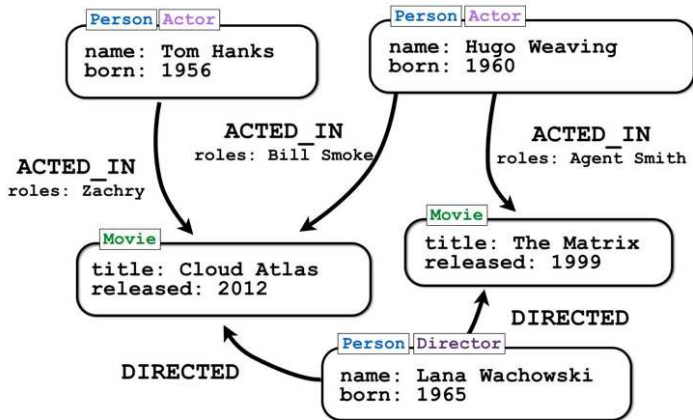 Person Actor
name: Tom Hanks
born: 1956
Person Actor
name: Hugo Weaving
born: 1960
ACTED_IN
roles: Zachry
ACTED_IN
roles: Bill Smoke
ACTED_IN
roles: Agent Smith
Movie
title: Cloud Atlas
released: 2012
Movie
title: The Matrix
released: 1999
DIRECTED
DIRECTED
Person Director
name: Lana Wachowski
born: 1965